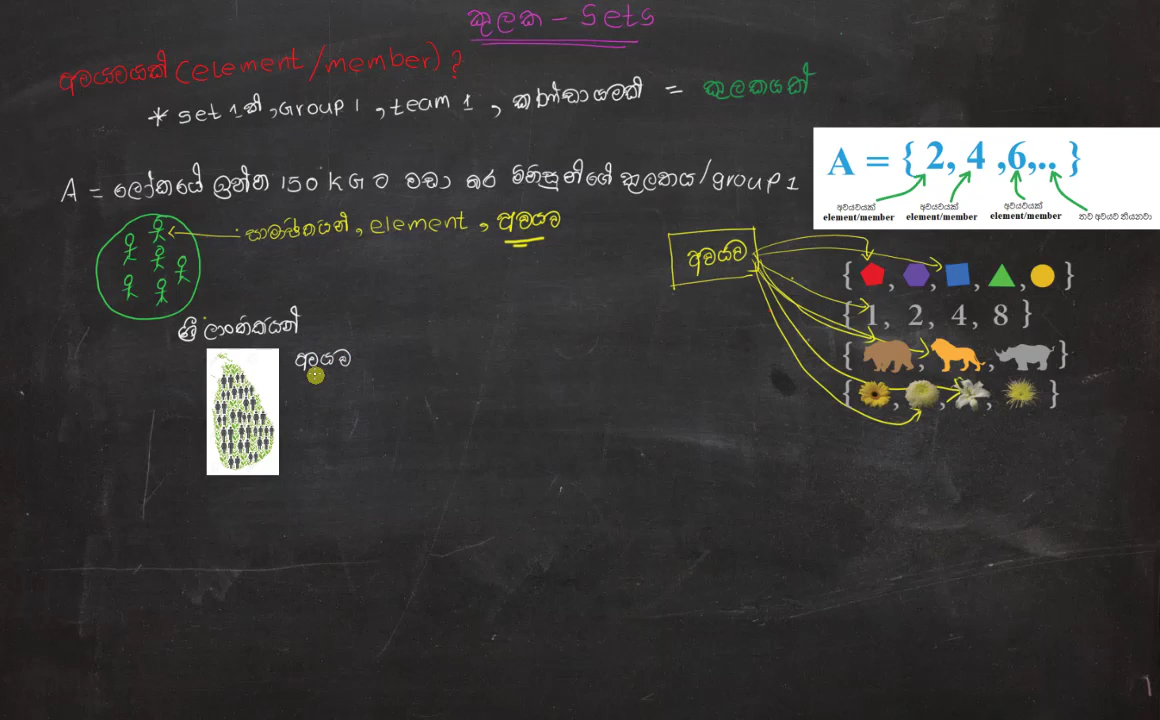 කුලක - Sets
අවයවයක් (element/member) ?
* set 1ක් , Group 1 , team 1 , කණ්ඩායමක් = කුලකයක්
A = ලෝකයේ ඉන්න 150 KG ට වඩා බර මිනිසුන්ගේ කුලකය/group 1
A = { 2, 4 ,6,.. }
අවයවයක් අවයවයක් අවයවයක් තව අවයව තියනවා
element/member element/member element/member
සාමාජිකයන් , element , අවයව
අවයව
{ , , , , }
{ 1, 2, 4, 8 }
{ , , }
{ , , , }
ශ්‍රී ලාංකිකයන්
අවයව